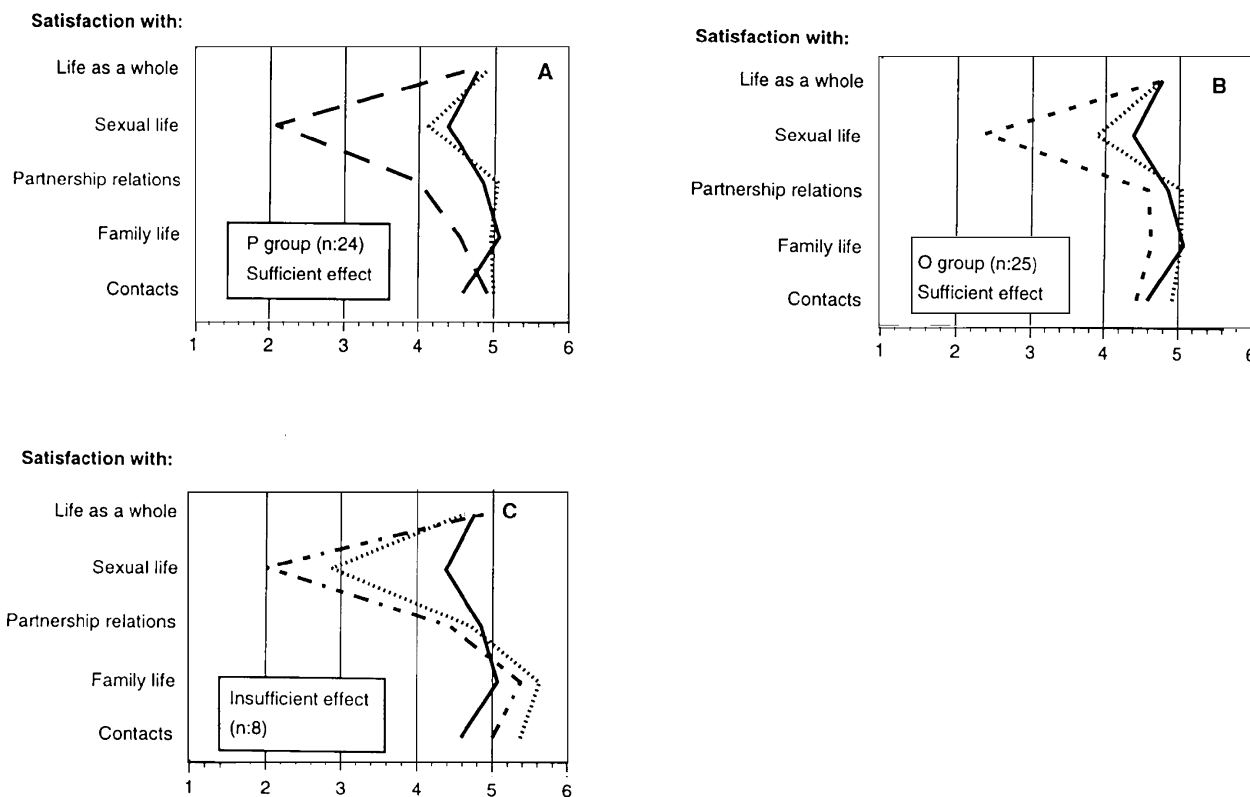 Satisfaction with:
A
Life as a whole
Sexual life
Partnership relations
Family life
Contacts
P group (n:24)
Sufficient effect
1 2 3 4 5 6
Satisfaction with:
B
Life as a whole
Sexual life
Partnership relations
Family life
Contacts
O group (n:25)
Sufficient effect
1 2 3 4 5 6
Satisfaction with:
C
Life as a whole
Sexual life
Partnership relations
Family life
Contacts
Insufficient effect
(n:8)
1 2 3 4 5 6